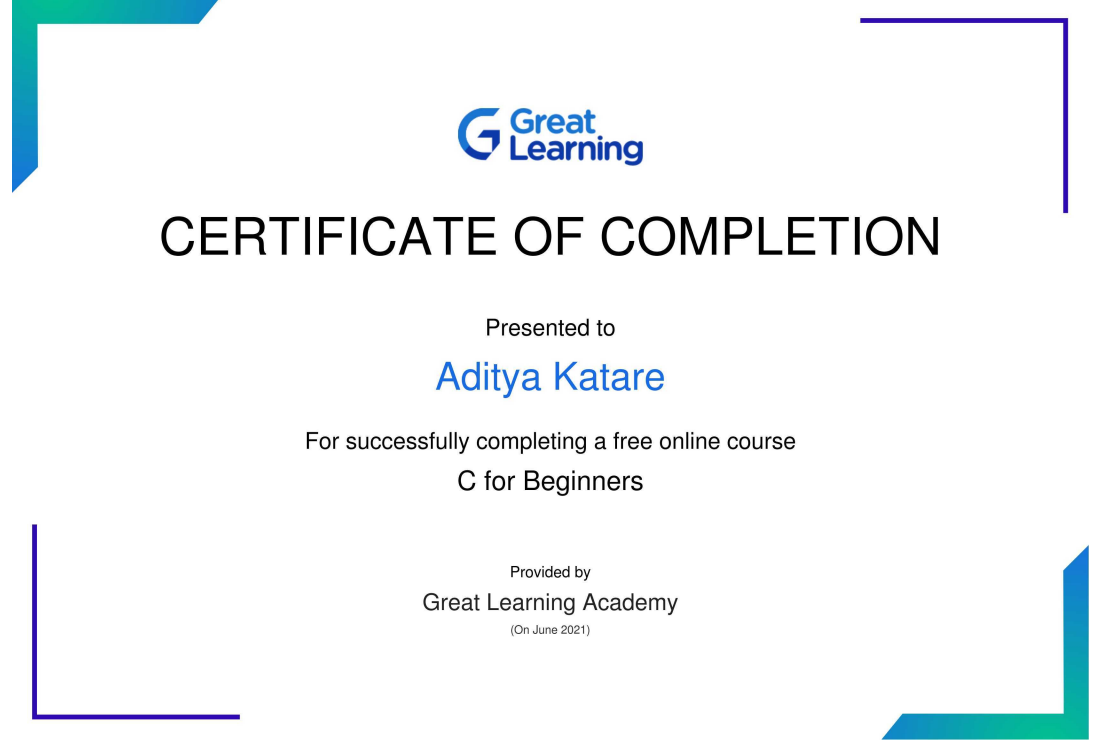 Great
Learning
CERTIFICATE OF COMPLETION
Presented to
Aditya Katare
For successfully completing a free online course
C for Beginners
Provided by
Great Learning Academy
(On June 2021)